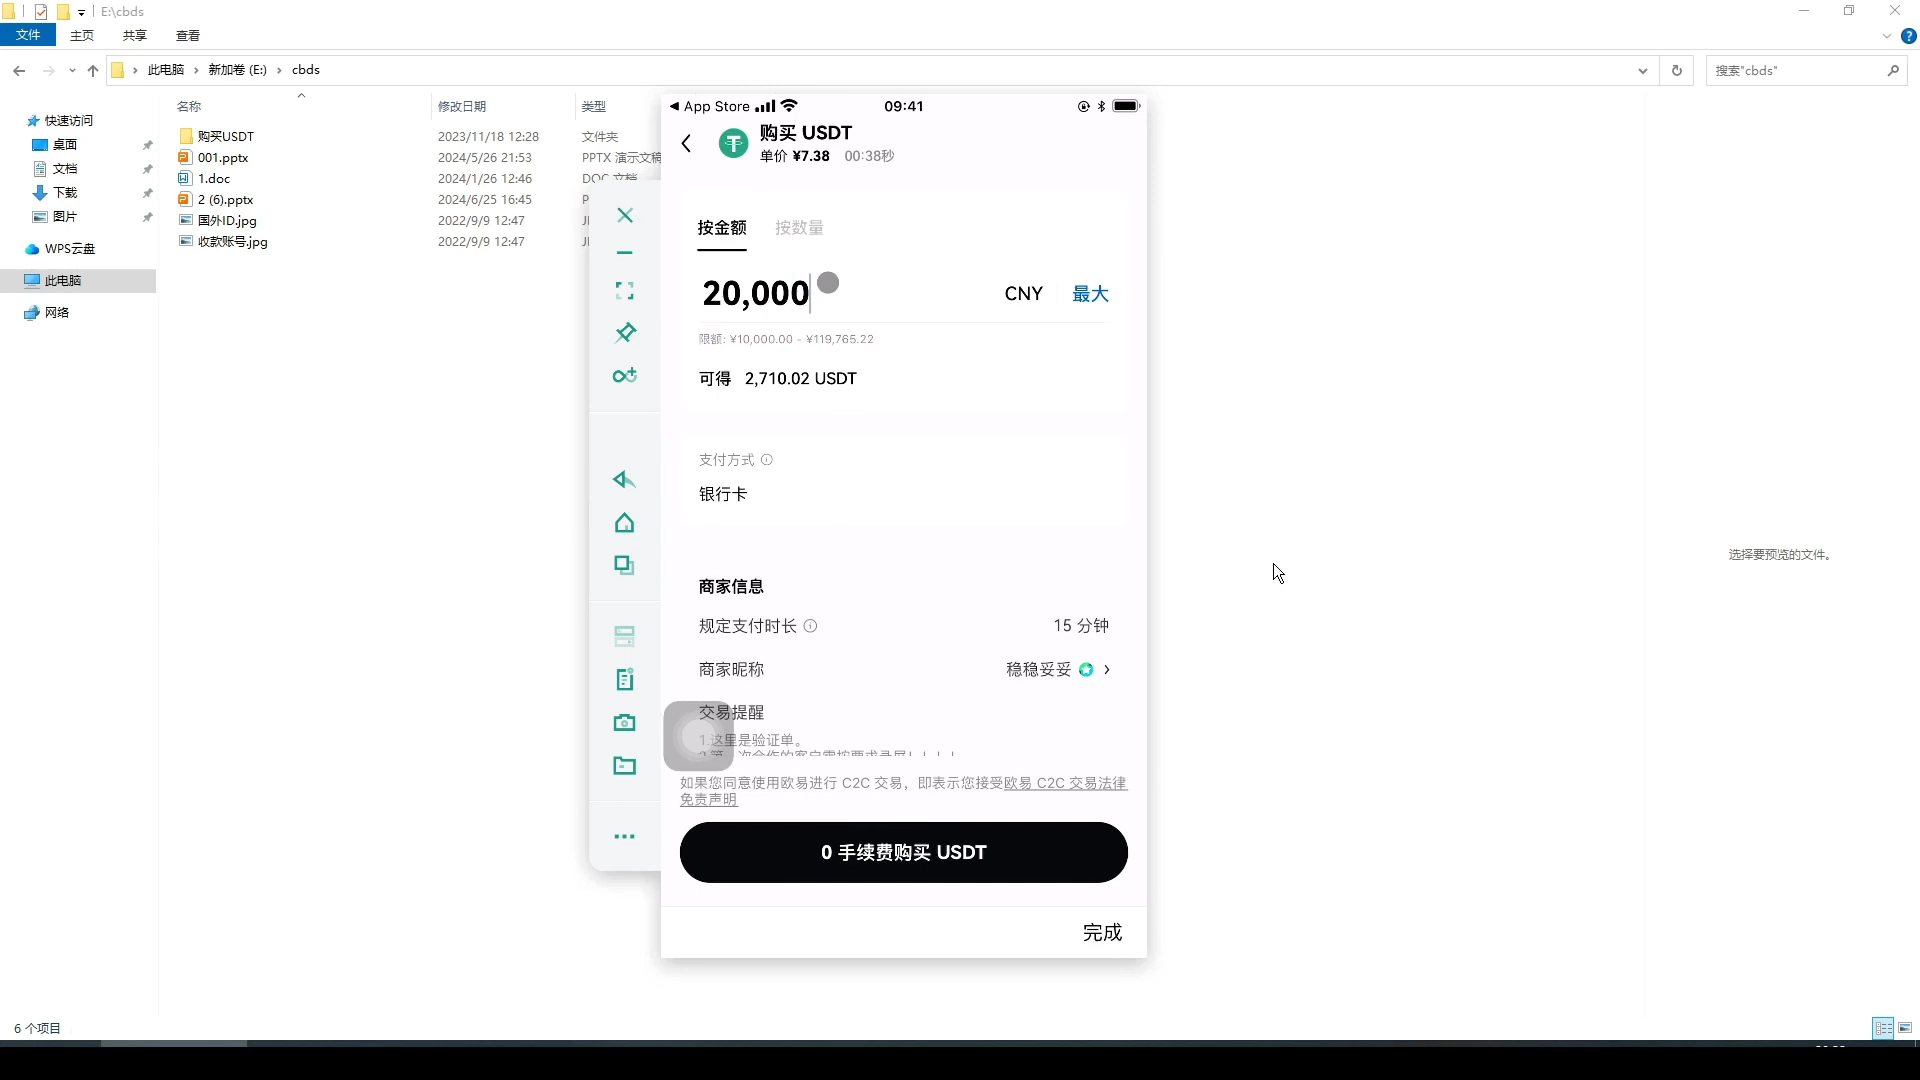 E:\cbds
文件 主页 共享 查看
此电脑 新加卷 (E:) cbds
搜索"cbds"
快速访问
桌面
文档
下载
图片
WPS云盘
此电脑
网络
名称 修改日期 类型
购买USDT 2023/11/18 12:28 文件夹
001.pptx 2024/5/26 21:53 PPTX 演示文稿
1.doc 2024/1/26 12:46 DOC 文档
2 (6).pptx 2024/6/25 16:45 P
国外ID.jpg 2022/9/9 12:47
收款账号.jpg 2022/9/9 12:47
App Store 09:41
购买 USDT
单价 ¥7.38 00:38秒
按金额 按数量
20,000 CNY 最大
限额: ¥10,000.00 - ¥119,765.22
可得 2,710.02 USDT
支付方式
银行卡
商家信息
规定支付时长 15 分钟
商家昵称 稳稳妥妥
交易提醒
1.这里是验证单。
如果您同意使用欧易进行 C2C 交易，即表示您接受欧易 C2C 交易法律
免责声明
0 手续费购买 USDT
完成
选择要预览的文件。
6 个项目